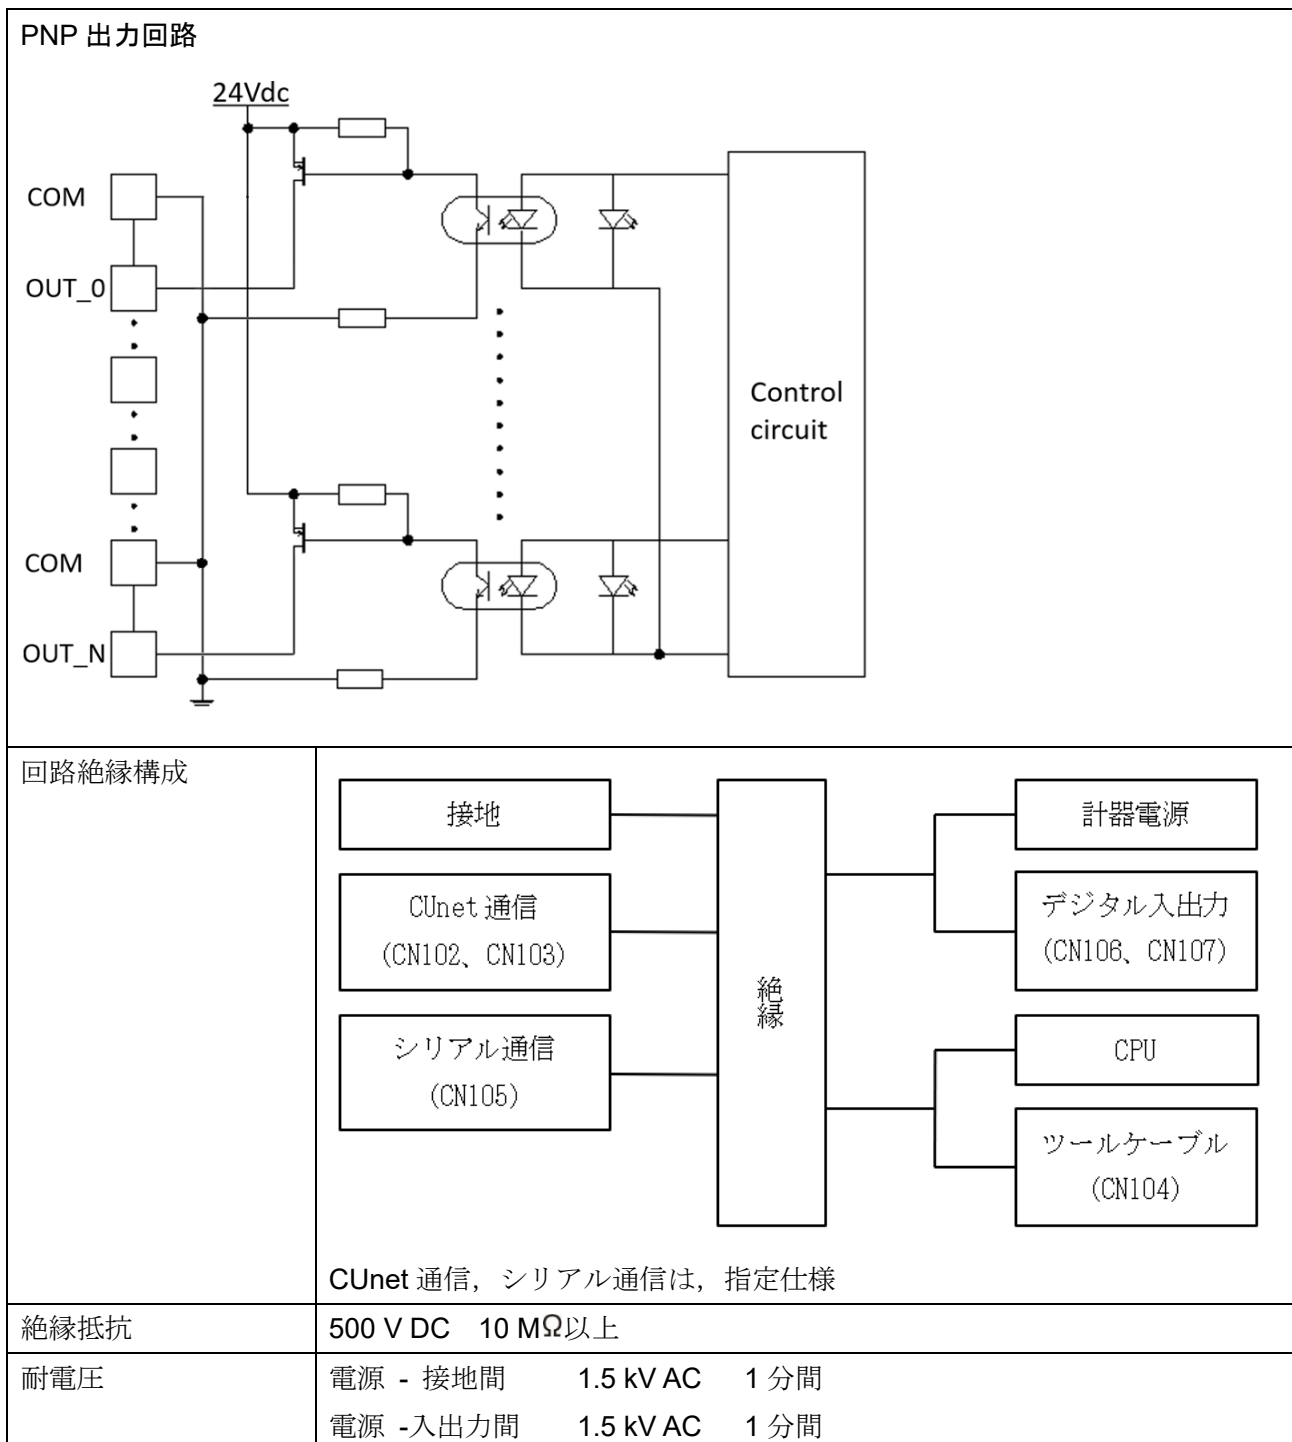 PNP 出力回路
24Vdc
COM
OUT_0
Control
circuit
COM
OUT_N
回路絶縁構成
接地
CUnet 通信
(CN102、CN103)
シリアル通信
(CN105)
絶縁
計器電源
デジタル入出力
(CN106、CN107)
CPU
ツールケーブル
(CN104)
CUnet 通信，シリアル通信は，指定仕様
絶縁抵抗
500 V DC 10 MΩ以上
耐電圧
電源 - 接地間 1.5 kV AC 1 分間
電源 -入出力間 1.5 kV AC 1 分間